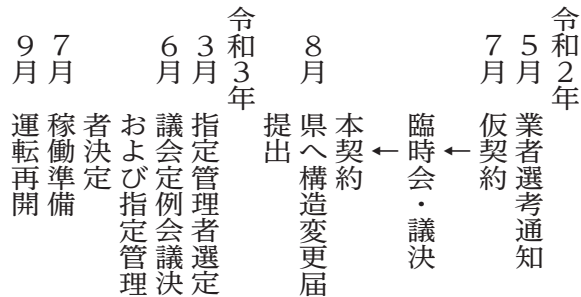 令和２年
５月　業者選考通知
７月　仮契約
←
臨時会・議決
←
本契約
８月　県へ構造変更届
提出
令和３年
３月　指定管理者選定
６月　議会定例会議決
および指定管理
者決定
７月　稼働準備
９月　運転再開